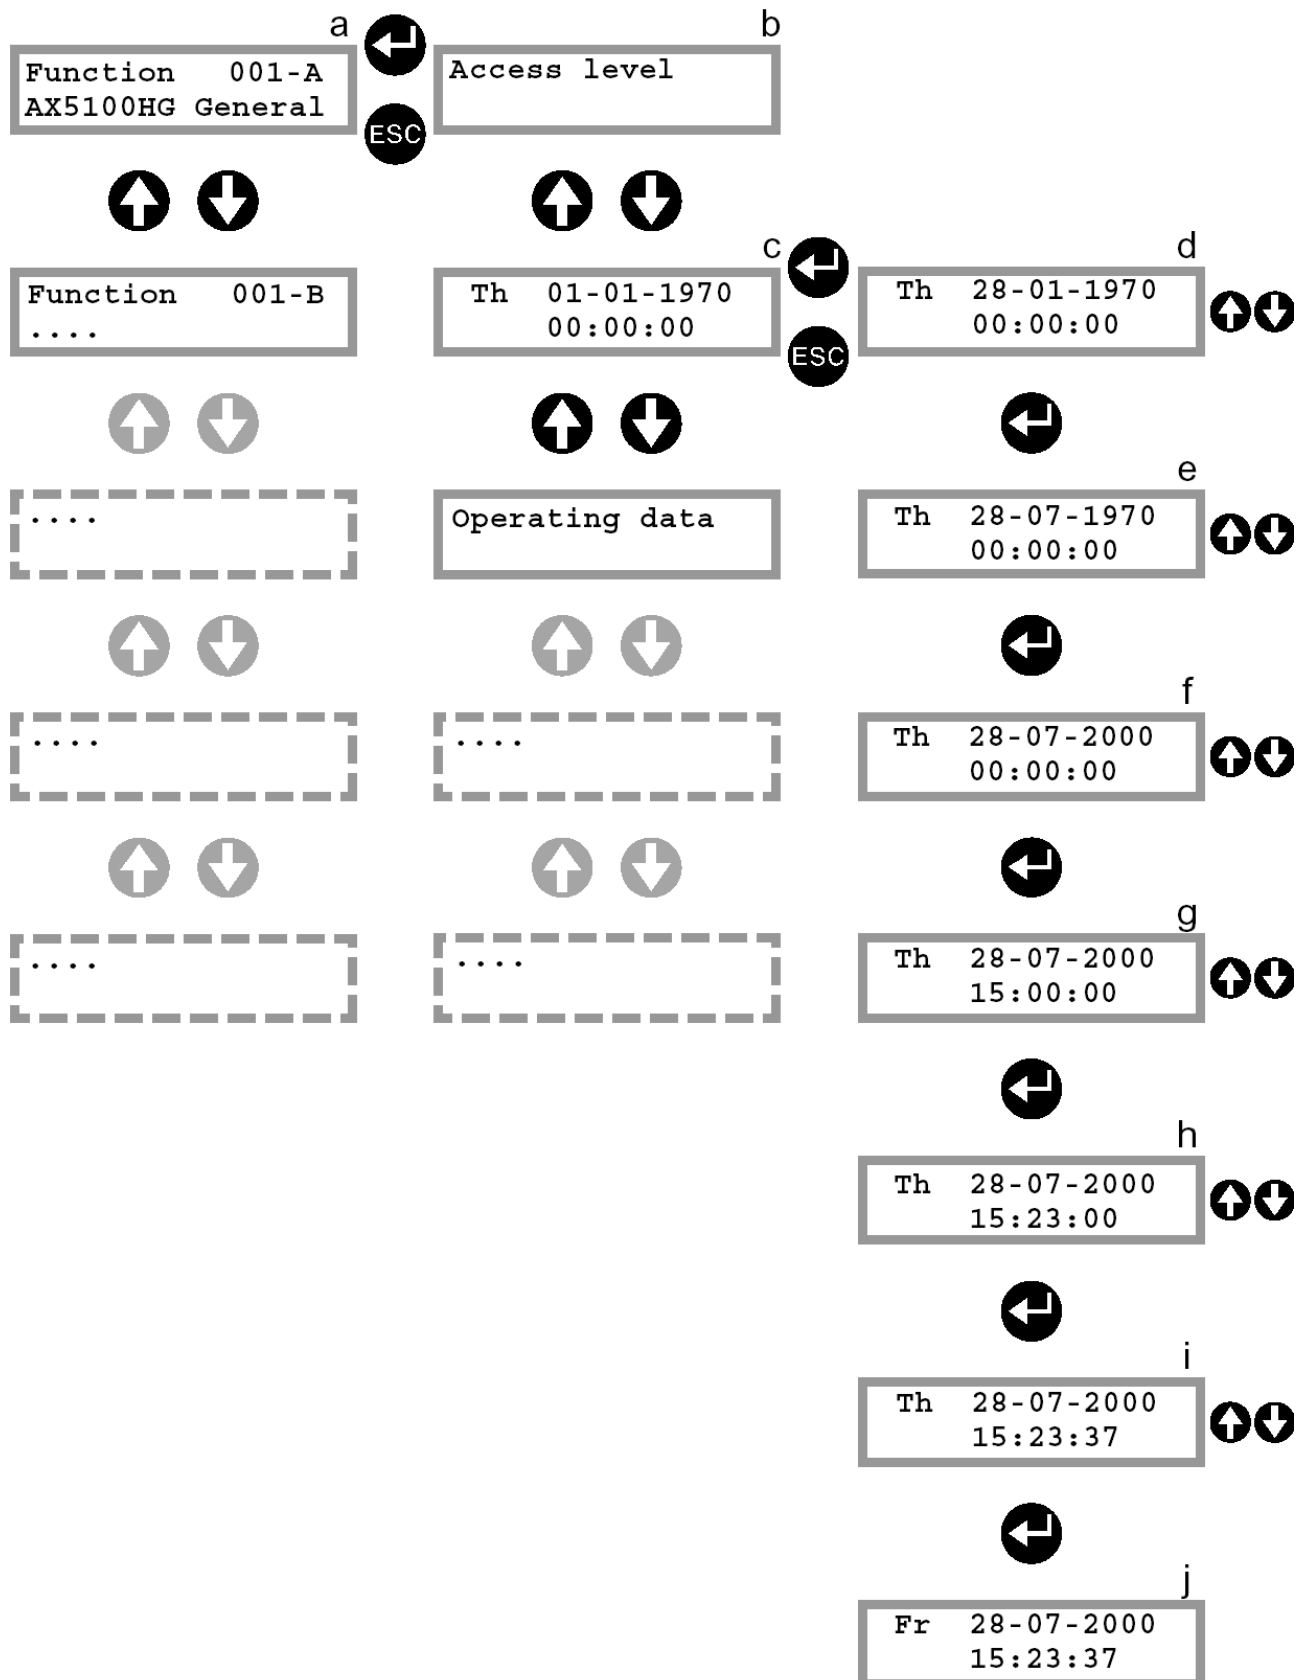 a
Function 001-A
AX5100HG General
ESC
b
Access level
Function 001-B
....
c
Th 01-01-1970
00:00:00
ESC
d
Th 28-01-1970
00:00:00
....
Operating data
e
Th 28-07-1970
00:00:00
....
....
f
Th 28-07-2000
00:00:00
....
....
g
Th 28-07-2000
15:00:00
h
Th 28-07-2000
15:23:00
i
Th 28-07-2000
15:23:37
j
Fr 28-07-2000
15:23:37